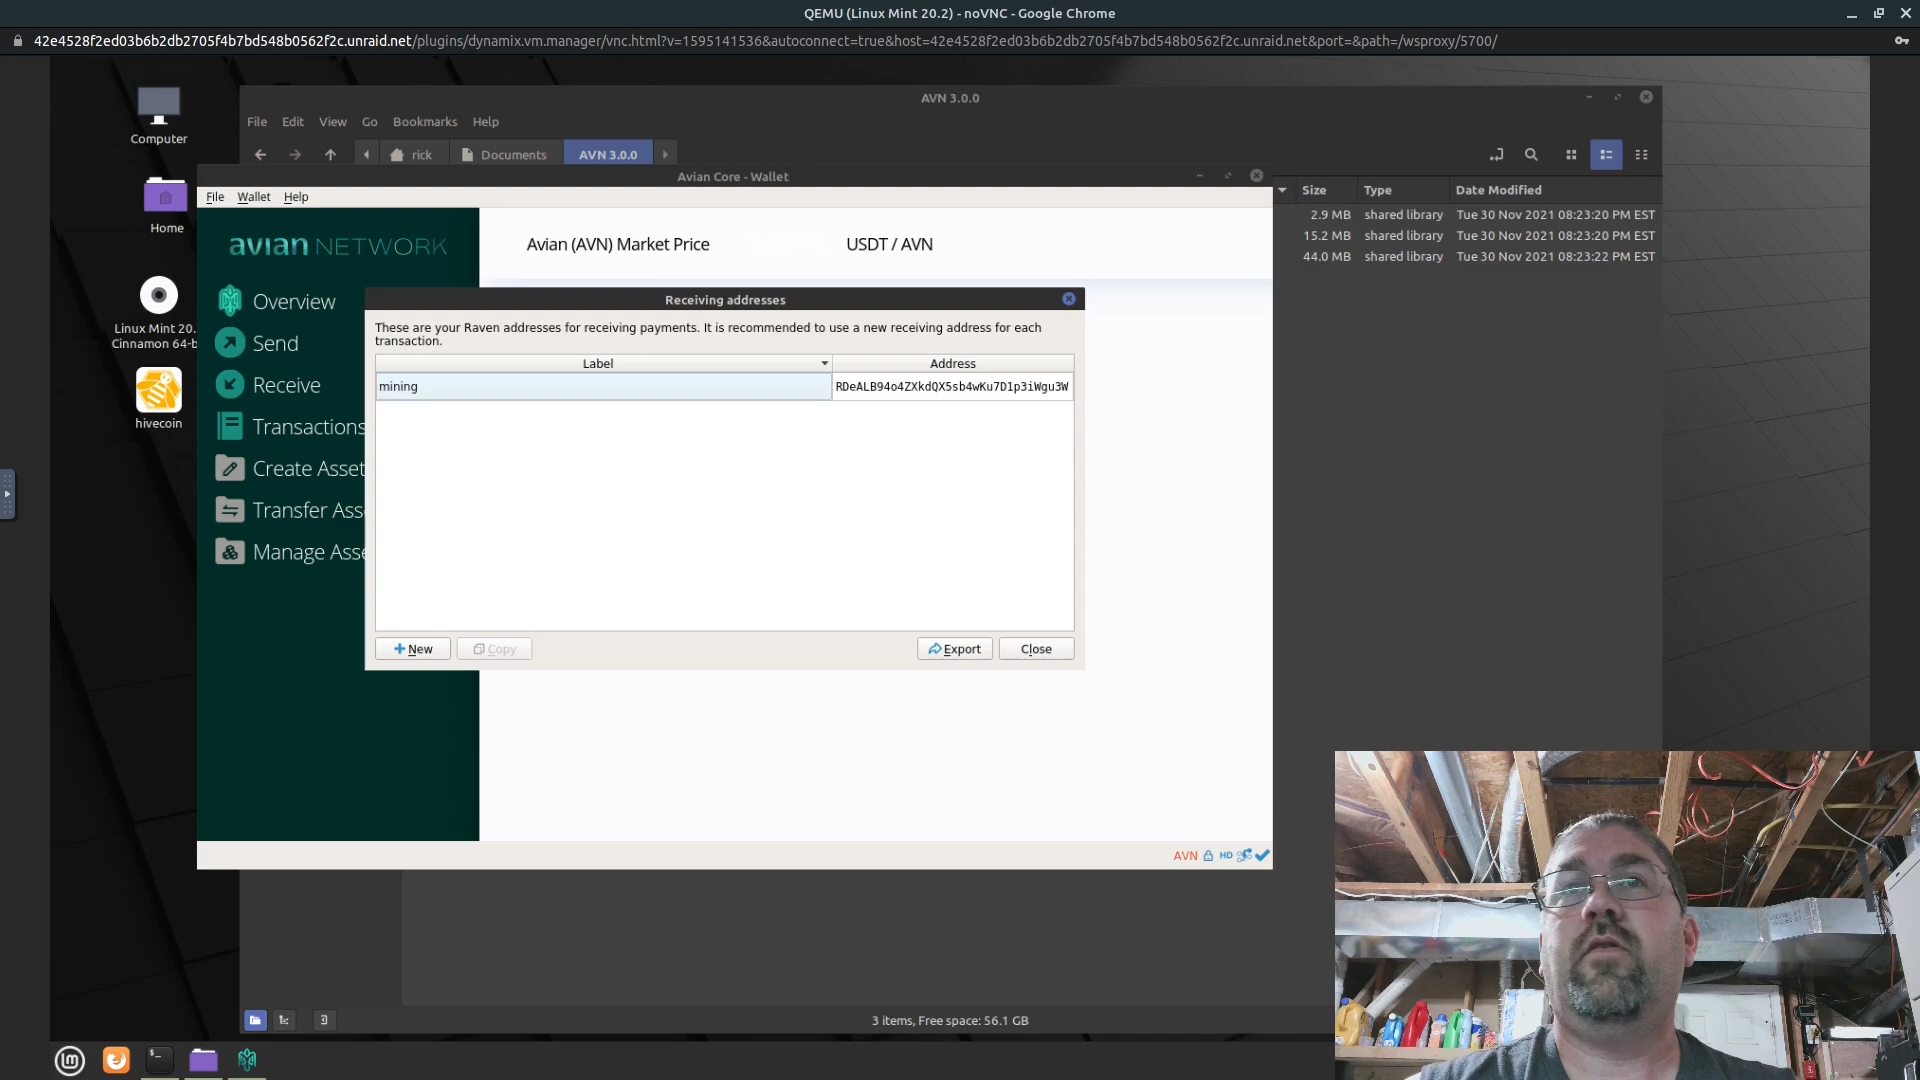 QEMU (Linux Mint 20.2) - noVNC - Google Chrome
42e4528f2ed03b6b2db2705f4b7bd548b0562f2c.unraid.net/plugins/dynamix.vm.manager/vnc.html?v=1595141536&autoconnect=true&host=42e4528f2ed03b6b2db2705f4b7bd548b0562f2c.unraid.net&port=&path=/wsproxy/5700/
Computer
Home
Linux Mint 20.
Cinnamon 64-b
hivecoin
AVN 3.0.0
File Edit View Go Bookmarks Help
rick Documents AVN 3.0.0
Size Type Date Modified
2.9 MB shared library Tue 30 Nov 2021 08:23:20 PM EST
15.2 MB shared library Tue 30 Nov 2021 08:23:20 PM EST
44.0 MB shared library Tue 30 Nov 2021 08:23:22 PM EST
Avian Core - Wallet
File Wallet Help
avian NETWORK
Avian (AVN) Market Price USDT / AVN
Overview
Send
Receive
Transactions
Create Asset
Transfer Ass
Manage Asse
Receiving addresses
These are your Raven addresses for receiving payments. It is recommended to use a new receiving address for each
transaction.
Label Address
mining RDeALB94o4ZXkdQX5sb4wKu7D1p3iWgu3W
New Copy Export Close
AVN HD
3 items, Free space: 56.1 GB